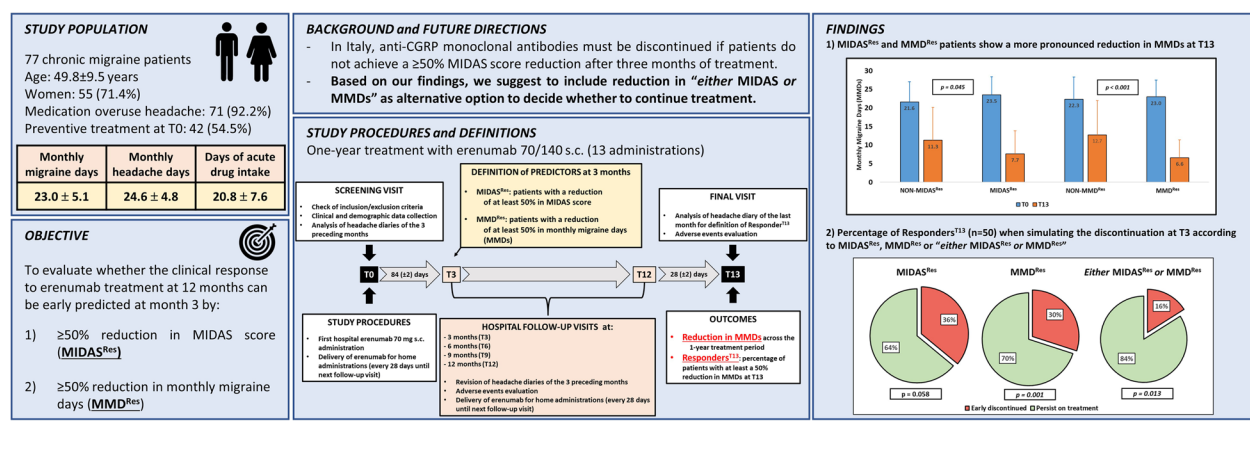 STUDY POPULATION
77 chronic migraine patients
Age: 49.8±9.5 years
Women: 55 (71.4%)
Medication overuse headache: 71 (92.2%)
Preventive treatment at T0: 42 (54.5%)
Monthly migraine days
Monthly headache days
Days of acute drug intake
23.0 ± 5.1
24.6 ± 4.8
20.8 ± 7.6
OBJECTIVE
To evaluate whether the clinical response
to erenumab treatment at 12 months can
be early predicted at month 3 by:
1) ≥50% reduction in MIDAS score
(MIDASRes)
2) ≥50% reduction in monthly migraine
days (MMDRes)
BACKGROUND and FUTURE DIRECTIONS
- In Italy, anti-CGRP monoclonal antibodies must be discontinued if patients do
not achieve a ≥50% MIDAS score reduction after three months of treatment.
- Based on our findings, we suggest to include reduction in “either MIDAS or
MMDs” as alternative option to decide whether to continue treatment.
STUDY PROCEDURES and DEFINITIONS
One-year treatment with erenumab 70/140 s.c. (13 administrations)
SCREENING VISIT
• Check of inclusion/exclusion criteria
• Clinical and demographic data collection
• Analysis of headache diaries of the 3
preceding months
DEFINITION OF PREDICTORS at 3 months
• MIDASRes: patients with a reduction
of at least 50% in MIDAS score
• MMDRes: patients with a reduction
of at least 50% in monthly migraine days
(MMDs)
FINAL VISIT
• Analysis of headache diary of the last
month for definition of ResponderT13
• Adverse events evaluation
T0
84 (±2) days
T3
T12
28 (±2) days
T13
STUDY PROCEDURES
• First hospital erenumab 70 mg s.c.
administration
• Delivery of erenumab for home
administrations (every 28 days until
next follow-up visit)
HOSPITAL FOLLOW-UP VISITS at
- 3 months (T3)
- 6 months (T6)
- 9 months (T9)
- 12 months (T12)
• Revision of headache diaries of the 3 preceding months
• Adverse events evaluation
• Delivery of erenumab for home administrations (every 28 days
until next follow-up visit)
OUTCOMES
• Reduction in MMDs across the
1-year treatment period
• RespondersT13: percentage of
patients with at least a 50%
reduction in MMDs at T13
FINDINGS
1) MIDASRes and MMDRes patients show a more pronounced reduction in MMDs at T13
Monthly Migraine Days (MMDs)
30
25
20
15
10
5
0
p = 0.045
p < 0.001
21.6
11.3
23.5
7.7
22.3
12.7
23.0
6.6
NON-MIDASRes
MIDASRes
NON-MMDRes
MMDRes
T0
T13
2) Percentage of RespondersT13 (n=50) when simulating the discontinuation at T3 according
to MIDASRes, MMDRes or “either MIDASRes or MMDRes”
MIDASRes
MMDRes
Either MIDASRes or MMDRes
36%
64%
30%
70%
16%
84%
p = 0.058
p = 0.001
p = 0.013
Early discontinued
Persist on treatment